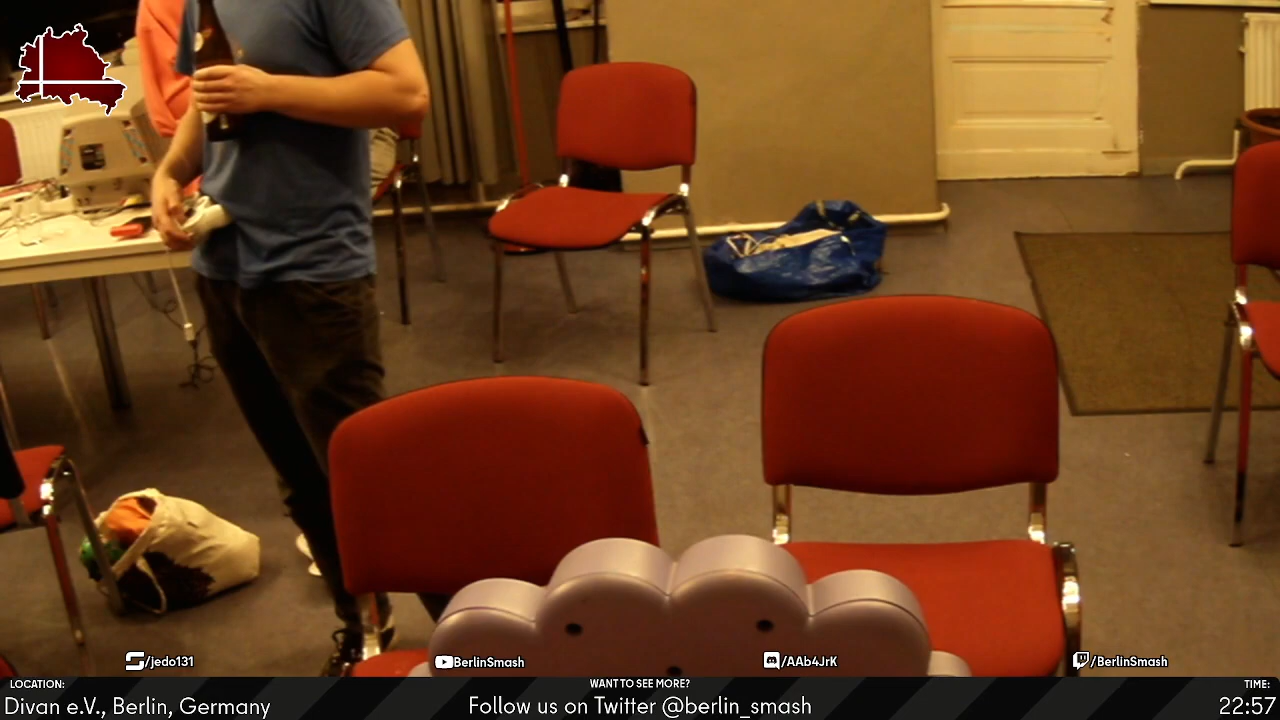 /jedo131
BerlinSmash
/AAb4JrK
/BerlinSmash
LOCATION:
Divan e.V., Berlin, Germany
WANT TO SEE MORE?
Follow us on Twitter @berlin_smash
TIME:
22:57